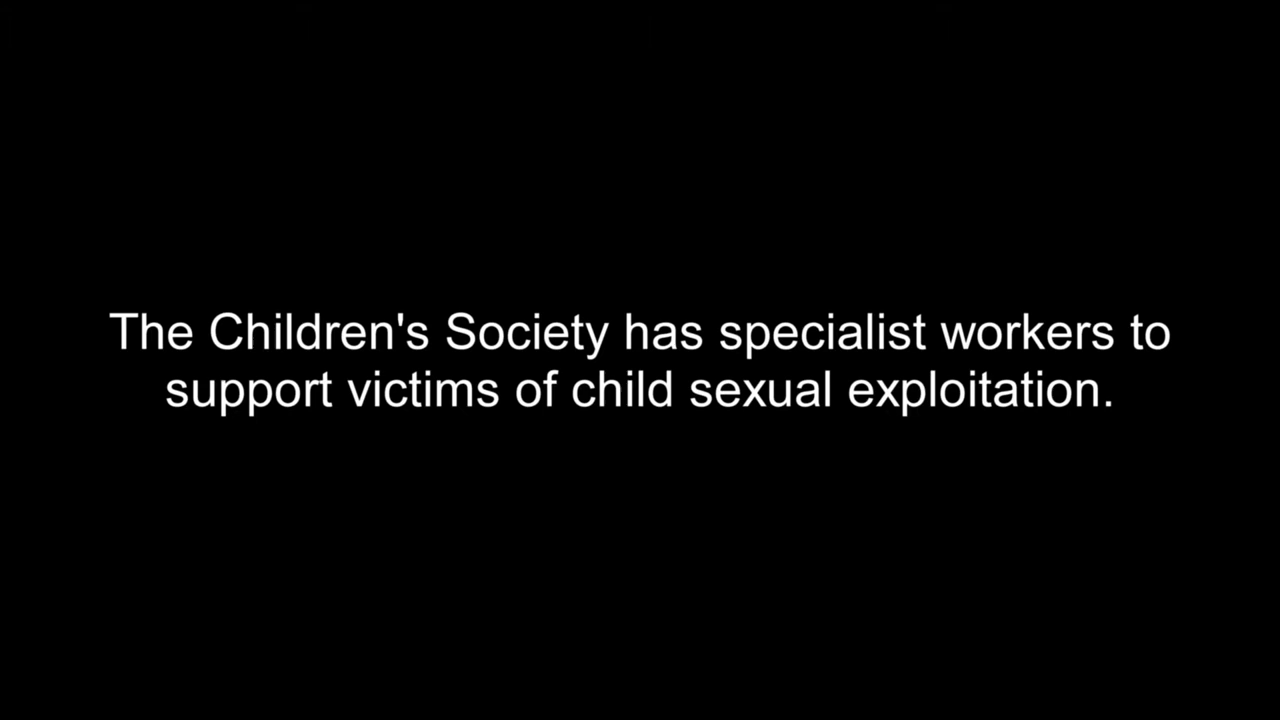 The Children's Society has specialist workers to
support victims of child sexual exploitation.